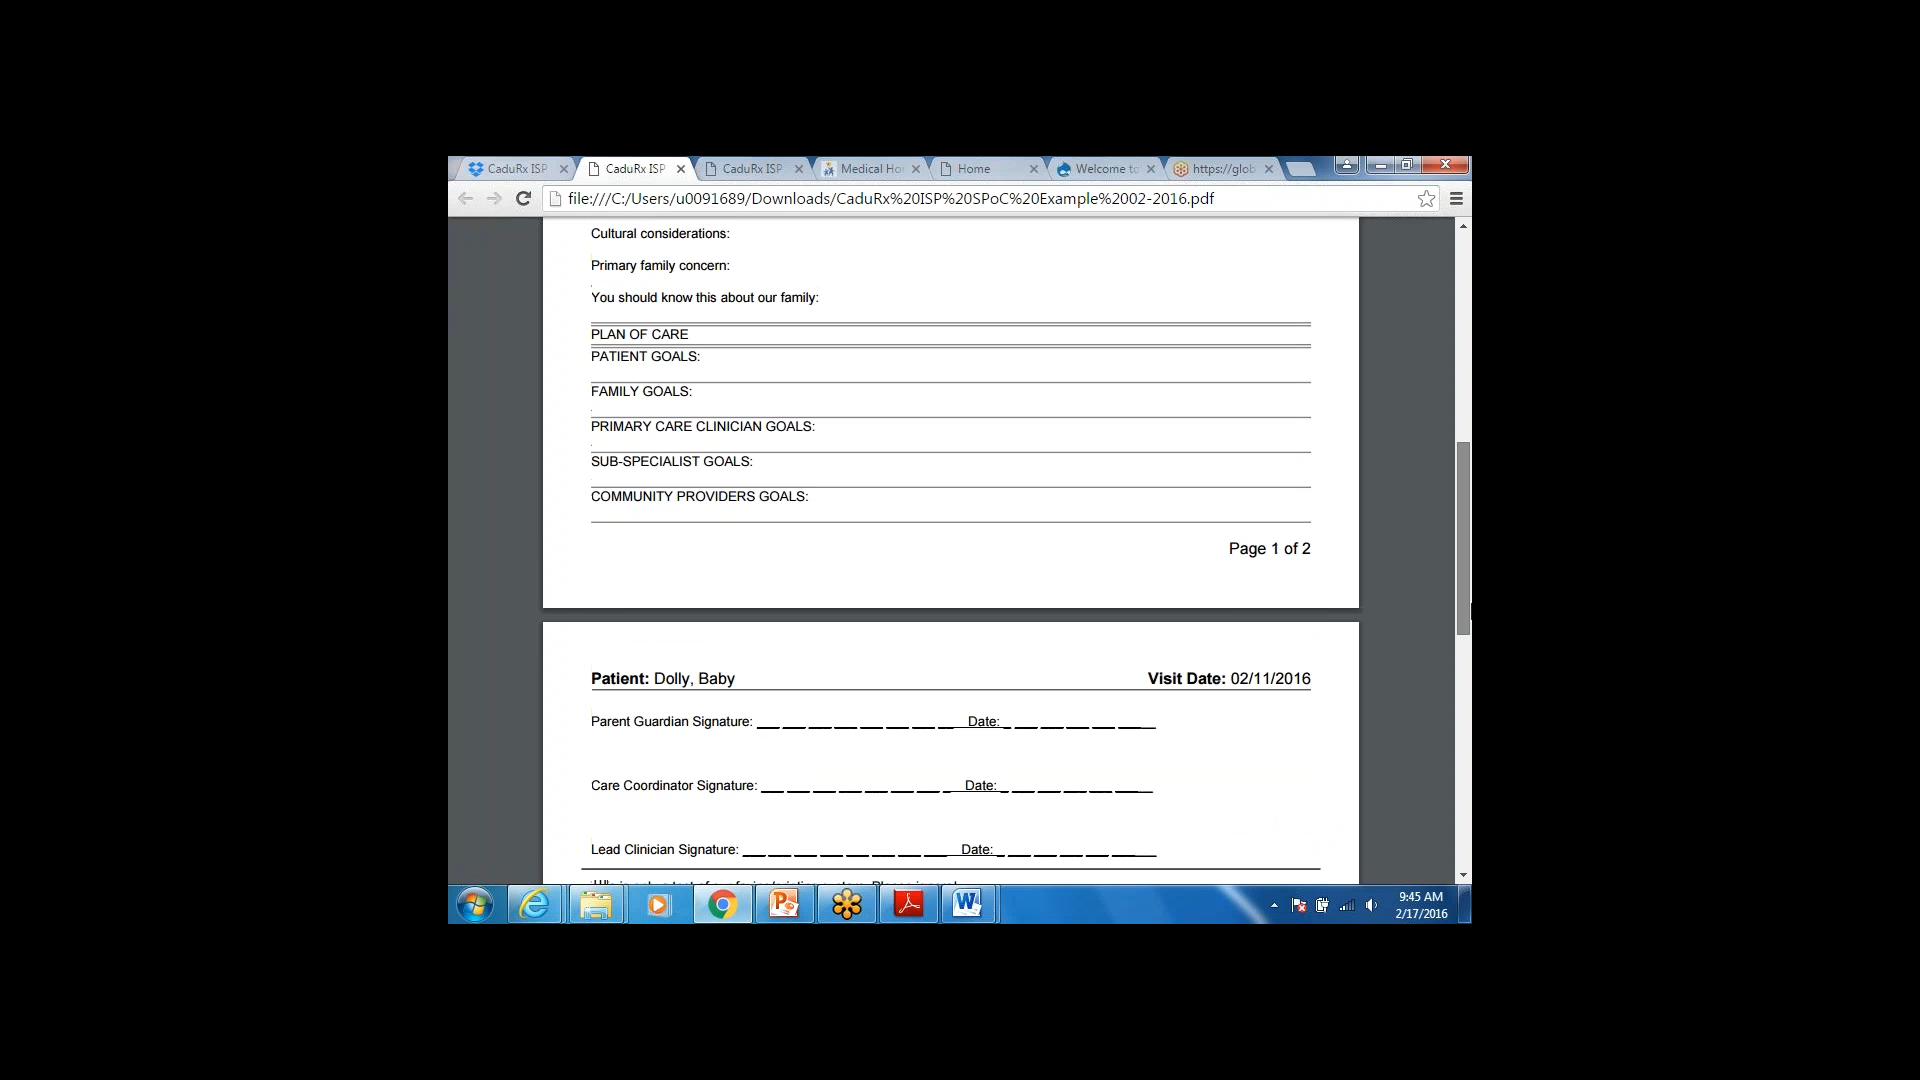 CaduRx ISP
CaduRx ISP
CaduRx ISP
Medical Ho
Home
Welcome to
https://glob
file:///C:/Users/u0091689/Downloads/CaduRx%20ISP%20SPoC%20Example%2002-2016.pdf
Cultural considerations:
Primary family concern:
You should know this about our family:
PLAN OF CARE
PATIENT GOALS:
FAMILY GOALS:
PRIMARY CARE CLINICIAN GOALS:
SUB-SPECIALIST GOALS:
COMMUNITY PROVIDERS GOALS:
Page 1 of 2
Patient: Dolly, Baby Visit Date: 02/11/2016
Parent Guardian Signature: Date:
Care Coordinator Signature: Date:
Lead Clinician Signature: Date:
9:45 AM
2/17/2016